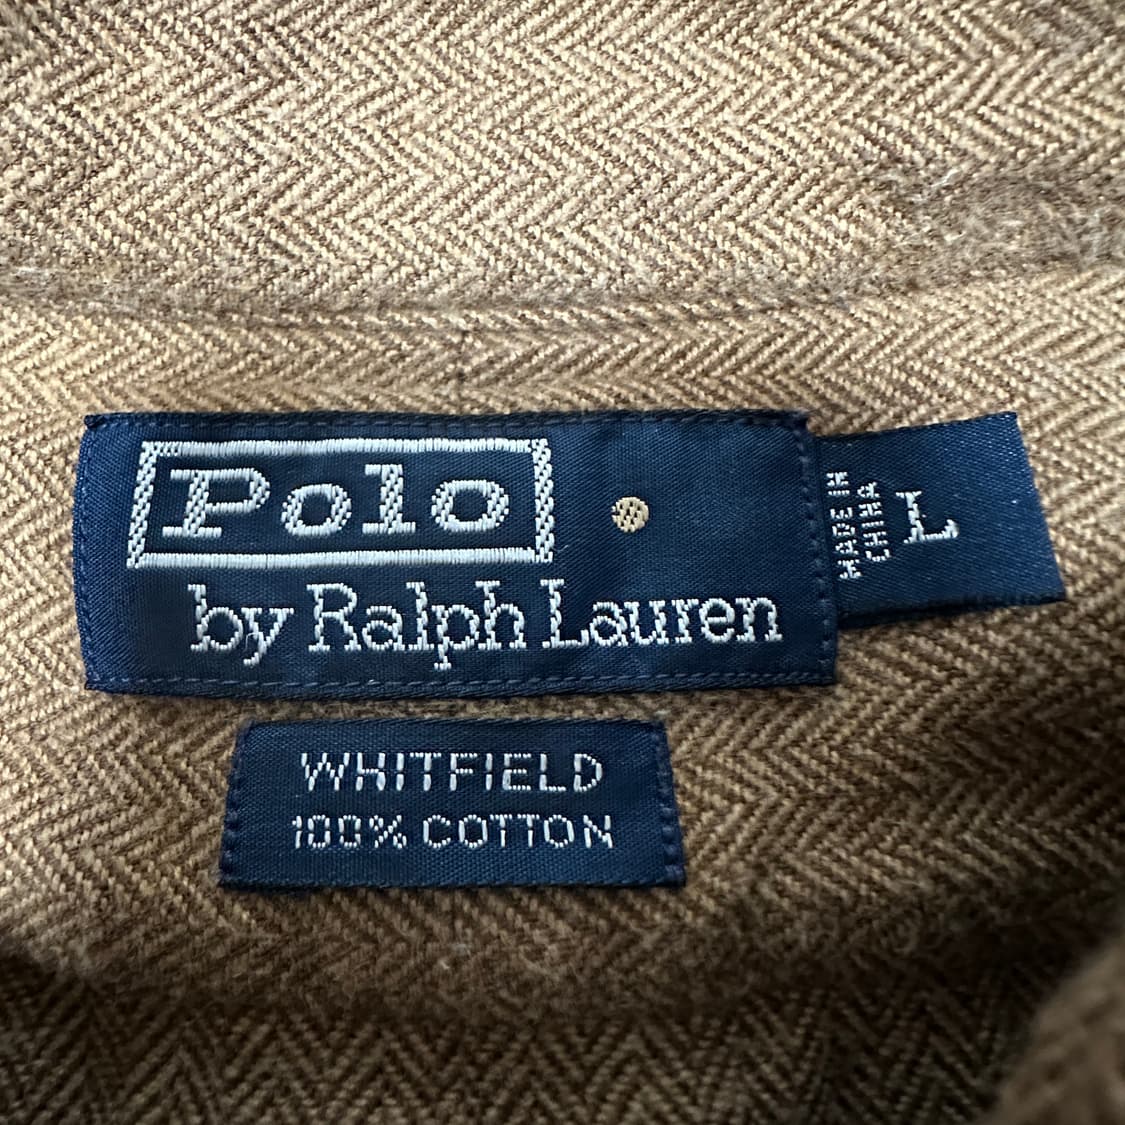 Polo
by Ralph Lauren
MADE IN
CHINA
L
WHITFIELD
100% COTTON